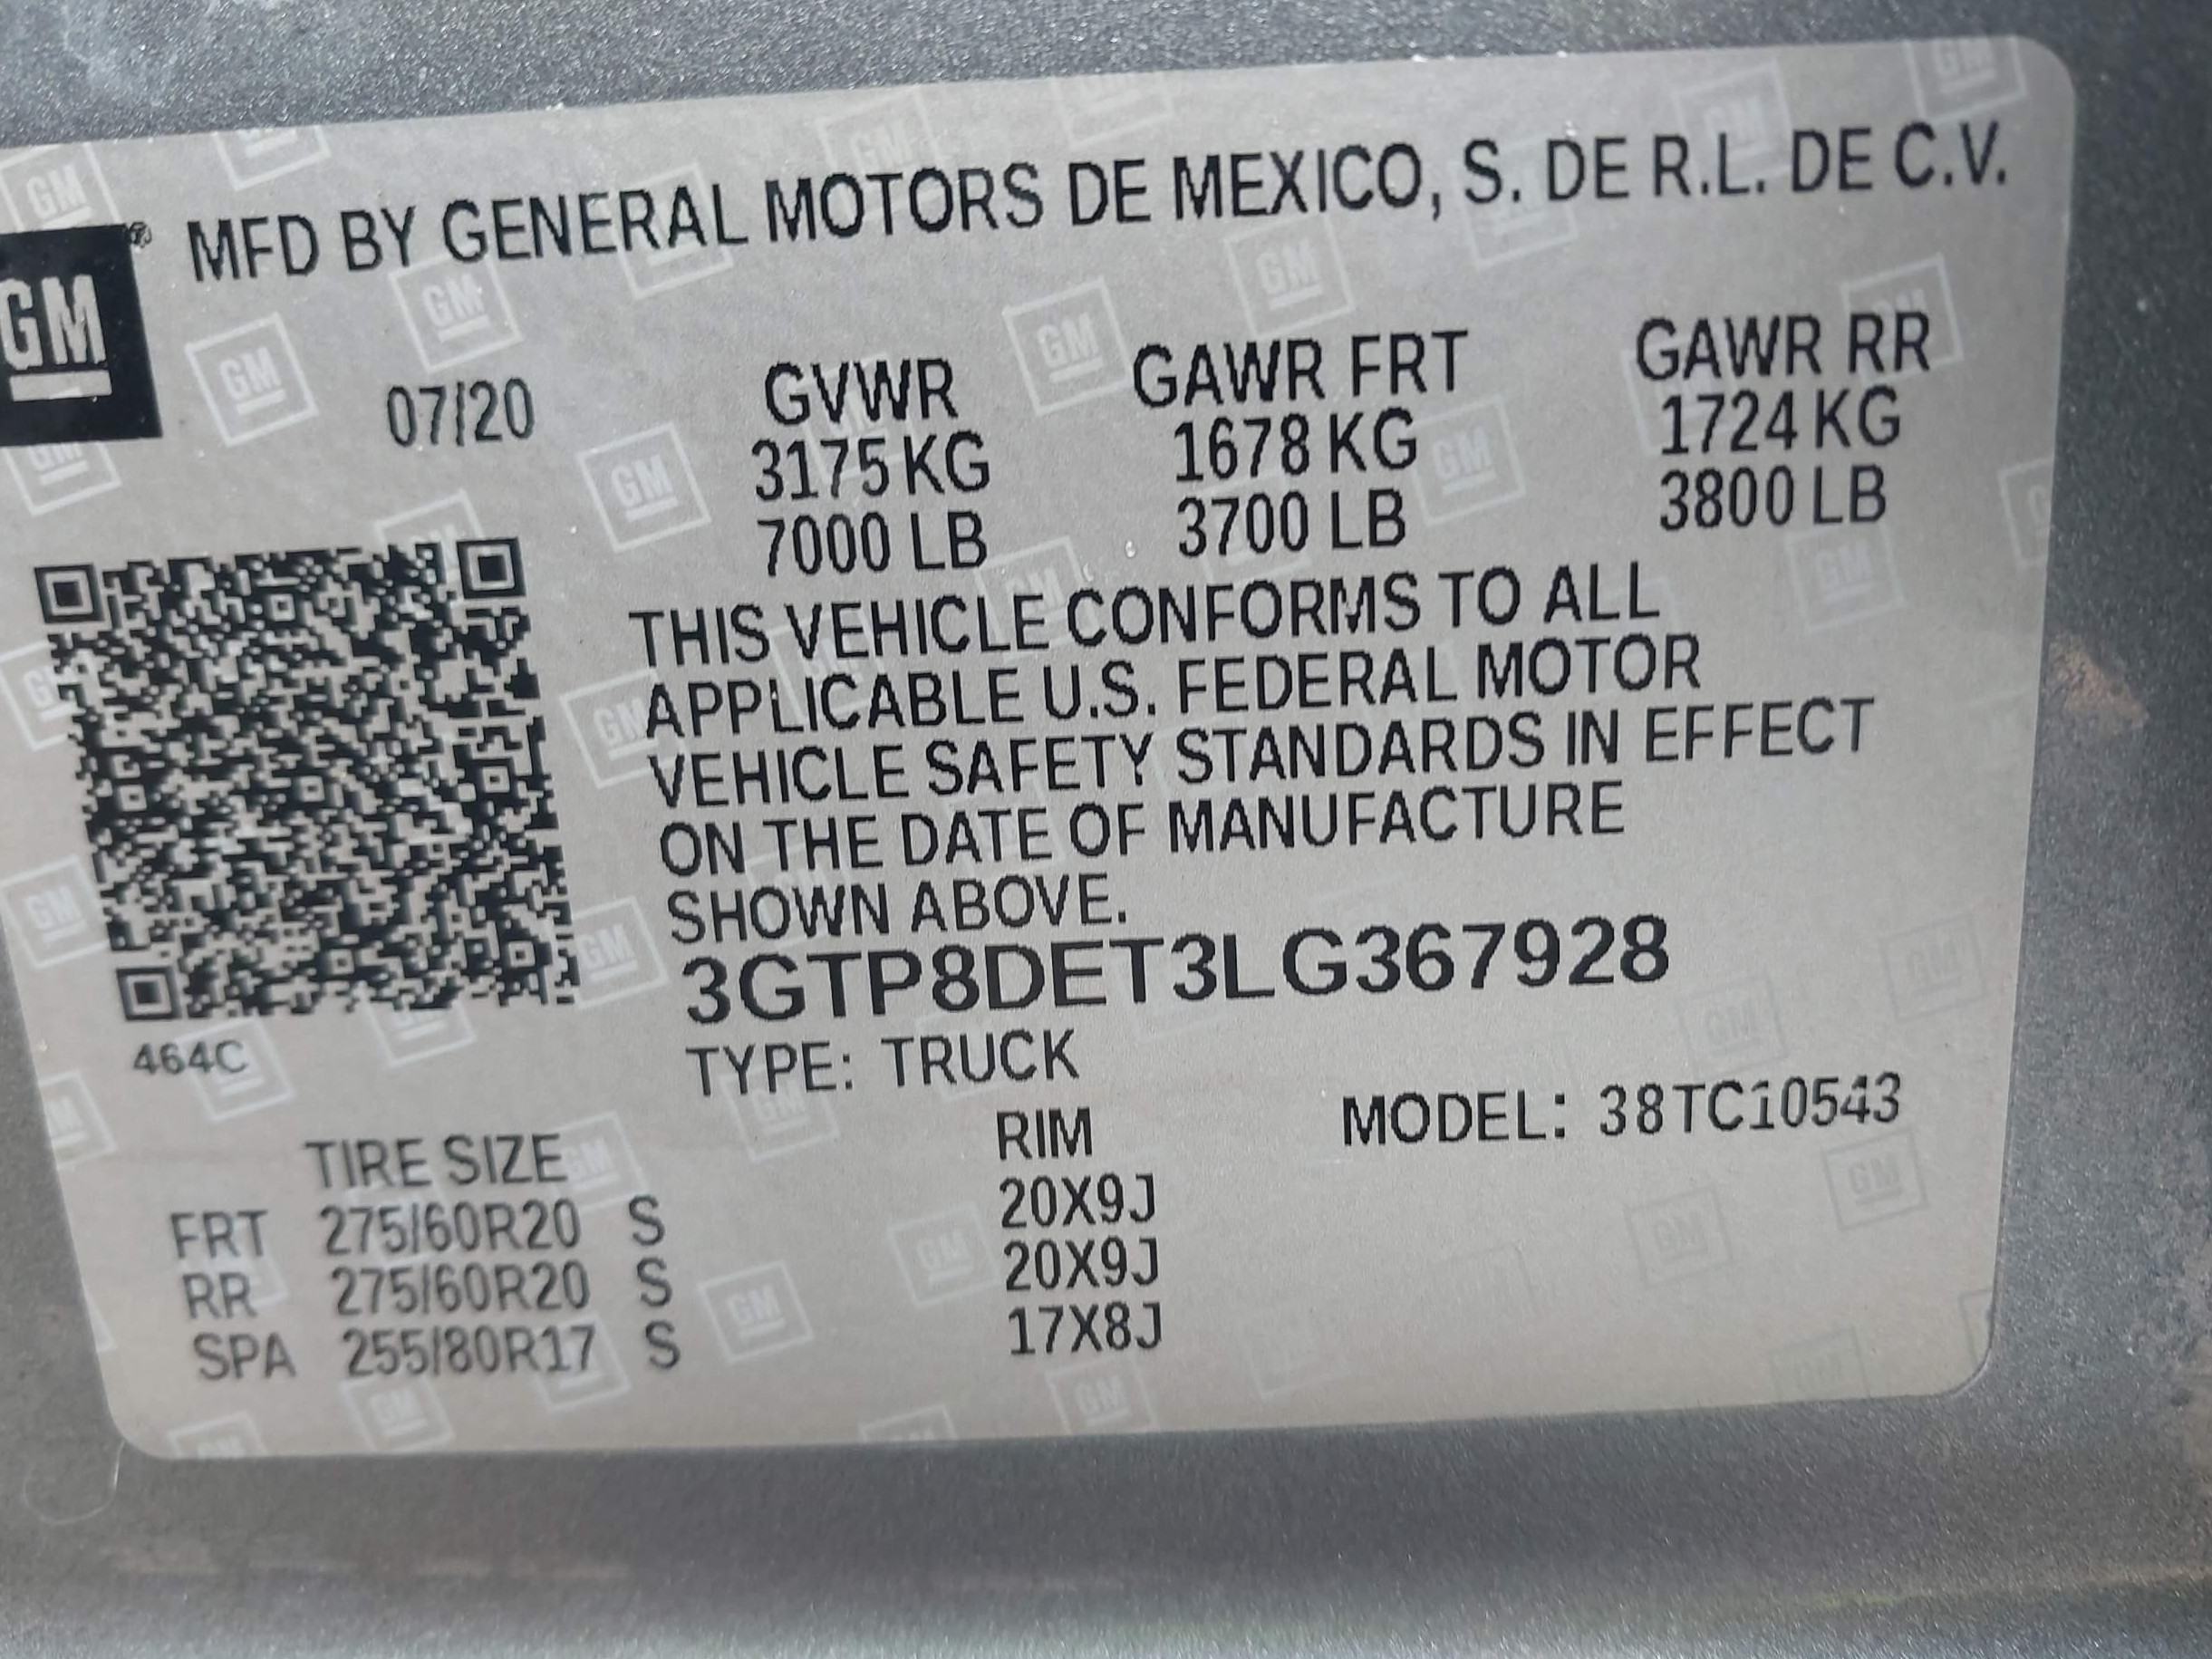 MFD BY GENERAL MOTORS DE MEXICO, S. DE R.L. DE C.V.
GM
07/20
GVWR GAWR FRT GAWR RR
3175 KG 1678 KG 1724 KG
7000 LB 3700 LB 3800 LB
THIS VEHICLE CONFORMS TO ALL
APPLICABLE U.S. FEDERAL MOTOR
VEHICLE SAFETY STANDARDS IN EFFECT
ON THE DATE OF MANUFACTURE
SHOWN ABOVE.
3GTP8DET3LG367928
464C
TYPE: TRUCK
MODEL: 38TC10543
TIRE SIZE RIM
FRT 275/60R20 S 20X9J
RR 275/60R20 S 20X9J
SPA 255/80R17 S 17X8J